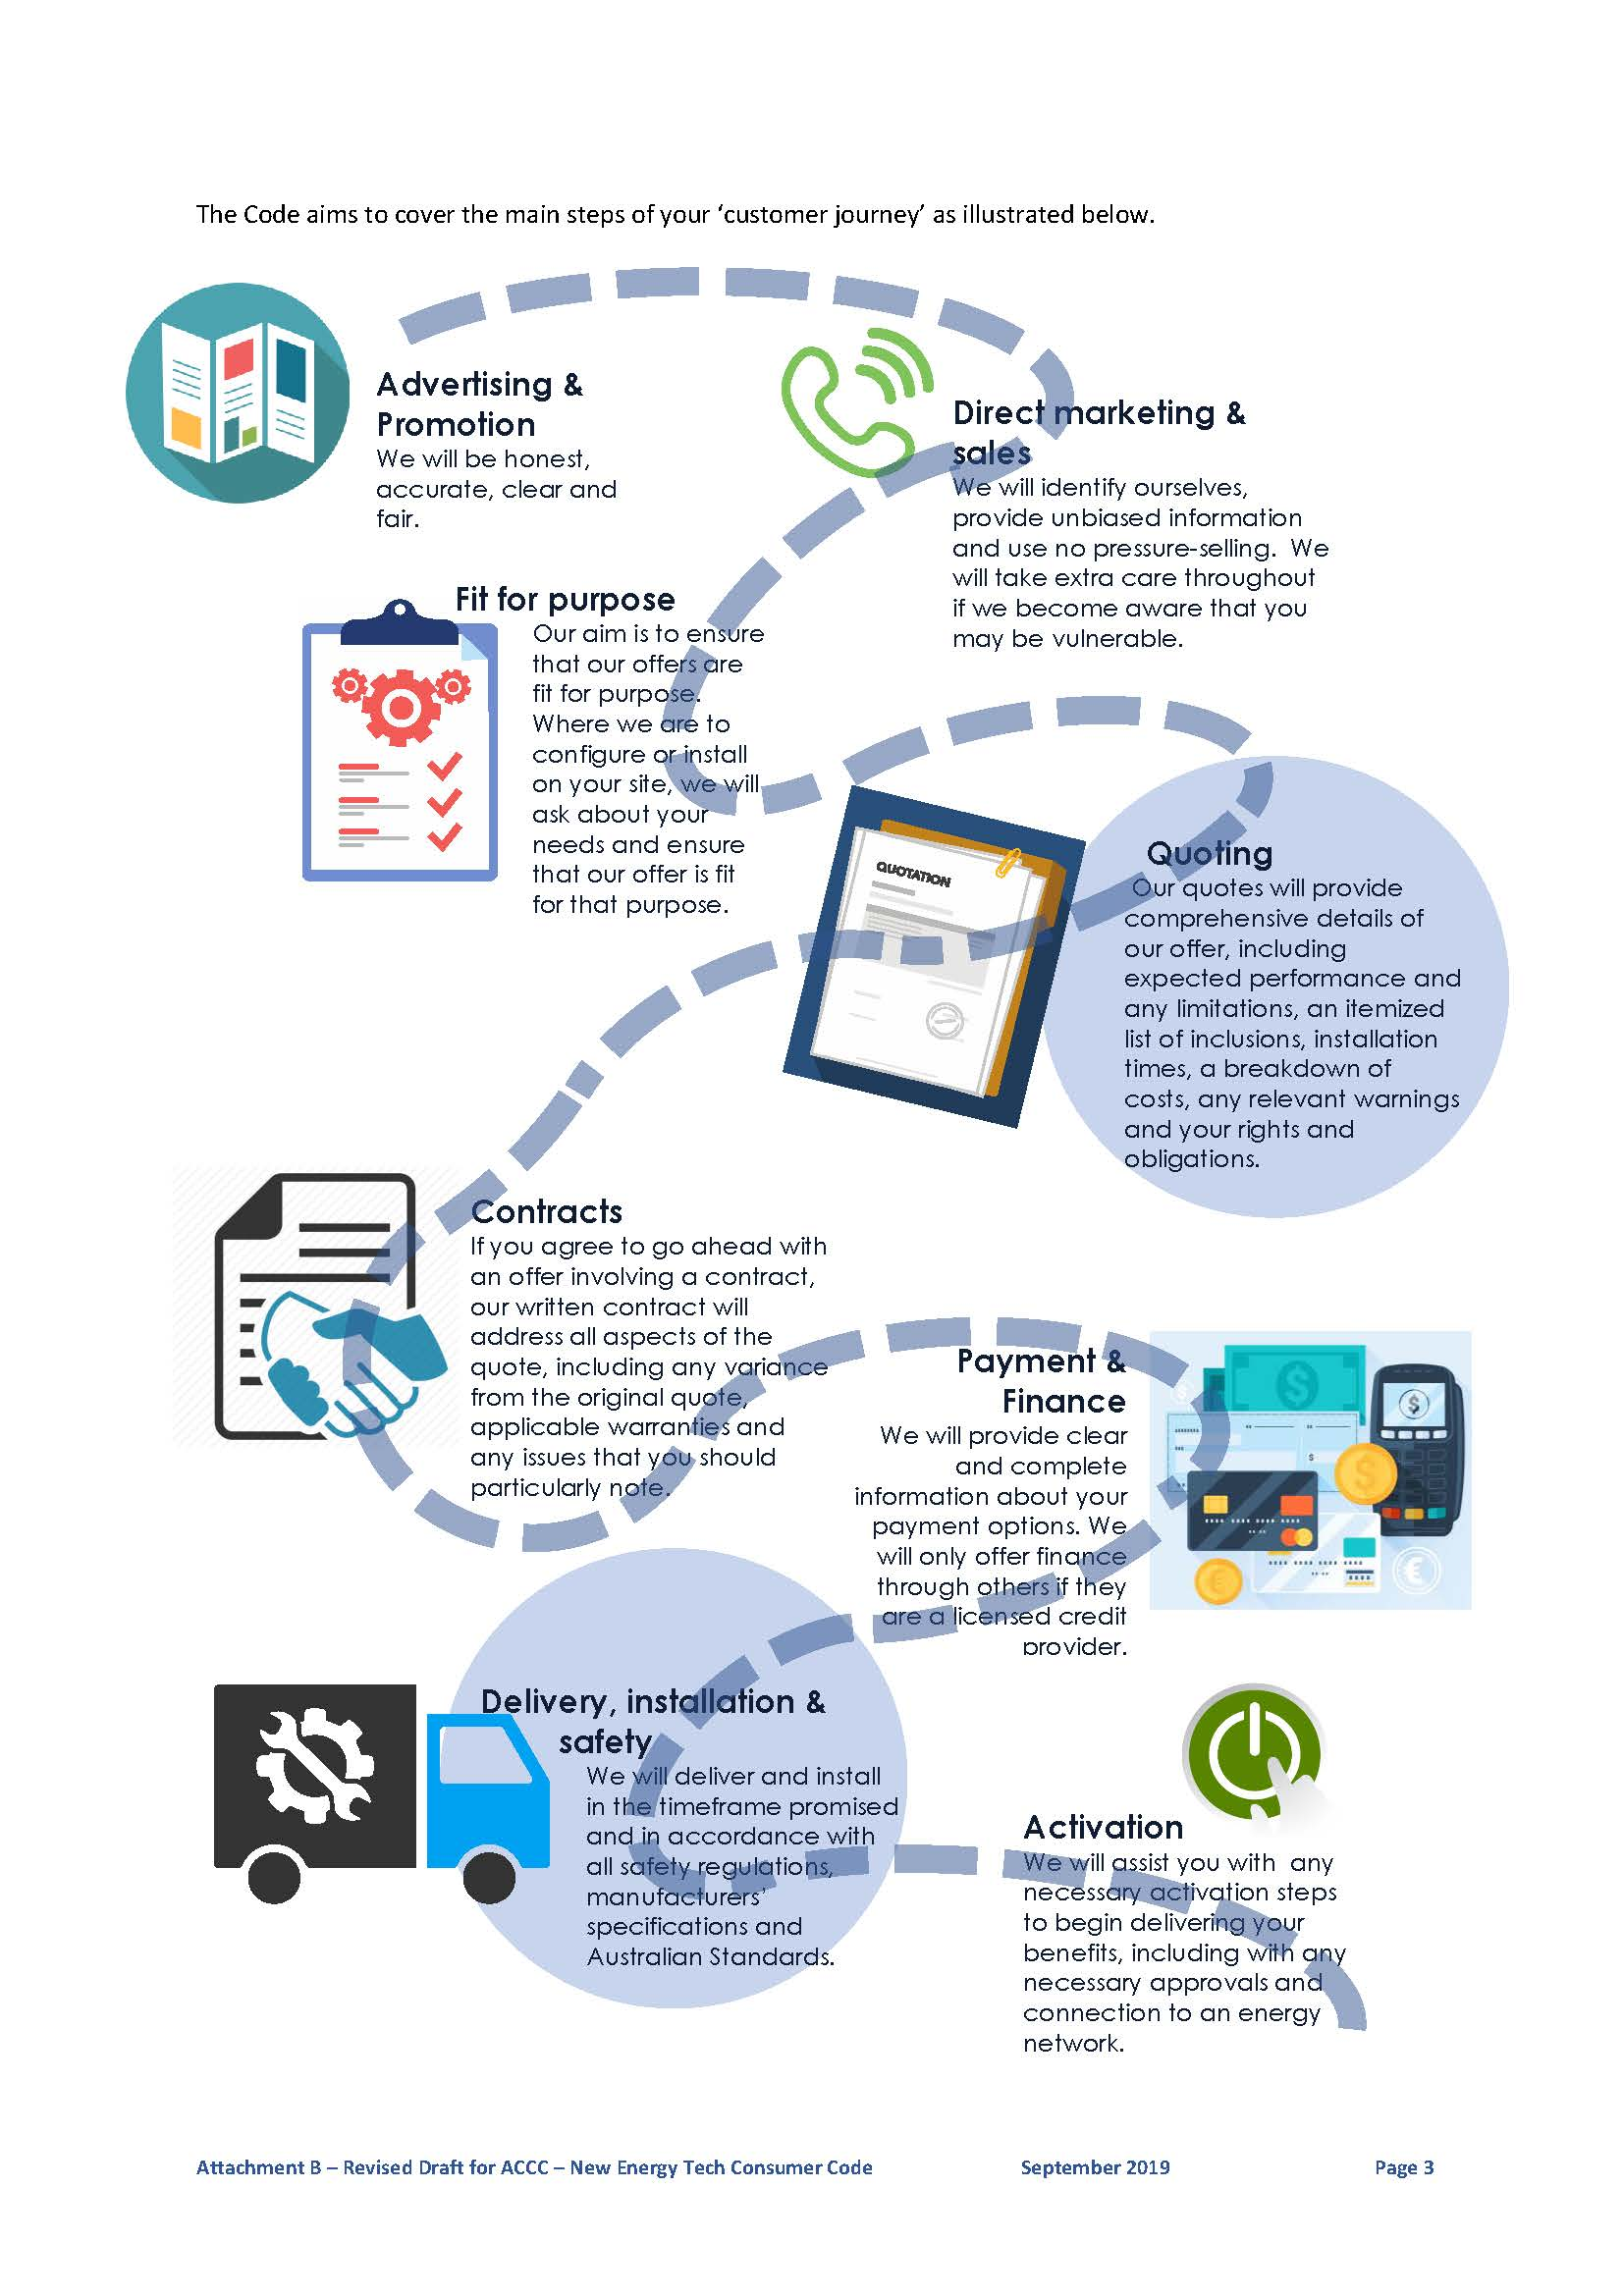 The Code aims to cover the main steps of your ‘customer journey’ as illustrated below.
Advertising &
Promotion
We will be honest,
accurate, clear and
fair.
Direct marketing &
sales
We will identify ourselves,
provide unbiased information
and use no pressure-selling.  We
will take extra care throughout
if we become aware that you
may be vulnerable.
Fit for purpose
Our aim is to ensure
that our offers are
fit for purpose.
Where we are to
configure or install
on your site, we will
ask about your
needs and ensure
that our offer is fit
for that purpose.
QUOTATION
Quoting
Our quotes will provide
comprehensive details of
our offer, including
expected performance and
any limitations, an itemized
list of inclusions, installation
times, a breakdown of
costs, any relevant warnings
and your rights and
obligations.
Contracts
If you agree to go ahead with
an offer involving a contract,
our written contract will
address all aspects of the
quote, including any variance
from the original quote,
applicable warranties and
any issues that you should
particularly note.
Payment &
Finance
We will provide clear
and complete
information about your
payment options. We
will only offer finance
through others if they
are a licensed credit
provider.
Delivery, installation &
safety
We will deliver and install
in the timeframe promised
and in accordance with
all safety regulations,
manufacturers’
specifications and
Australian Standards.
Activation
We will assist you with  any
necessary activation steps
to begin delivering your
benefits, including with any
necessary approvals and
connection to an energy
network.
Attachment B – Revised Draft for ACCC – New Energy Tech Consumer Code September 2019 Page 3